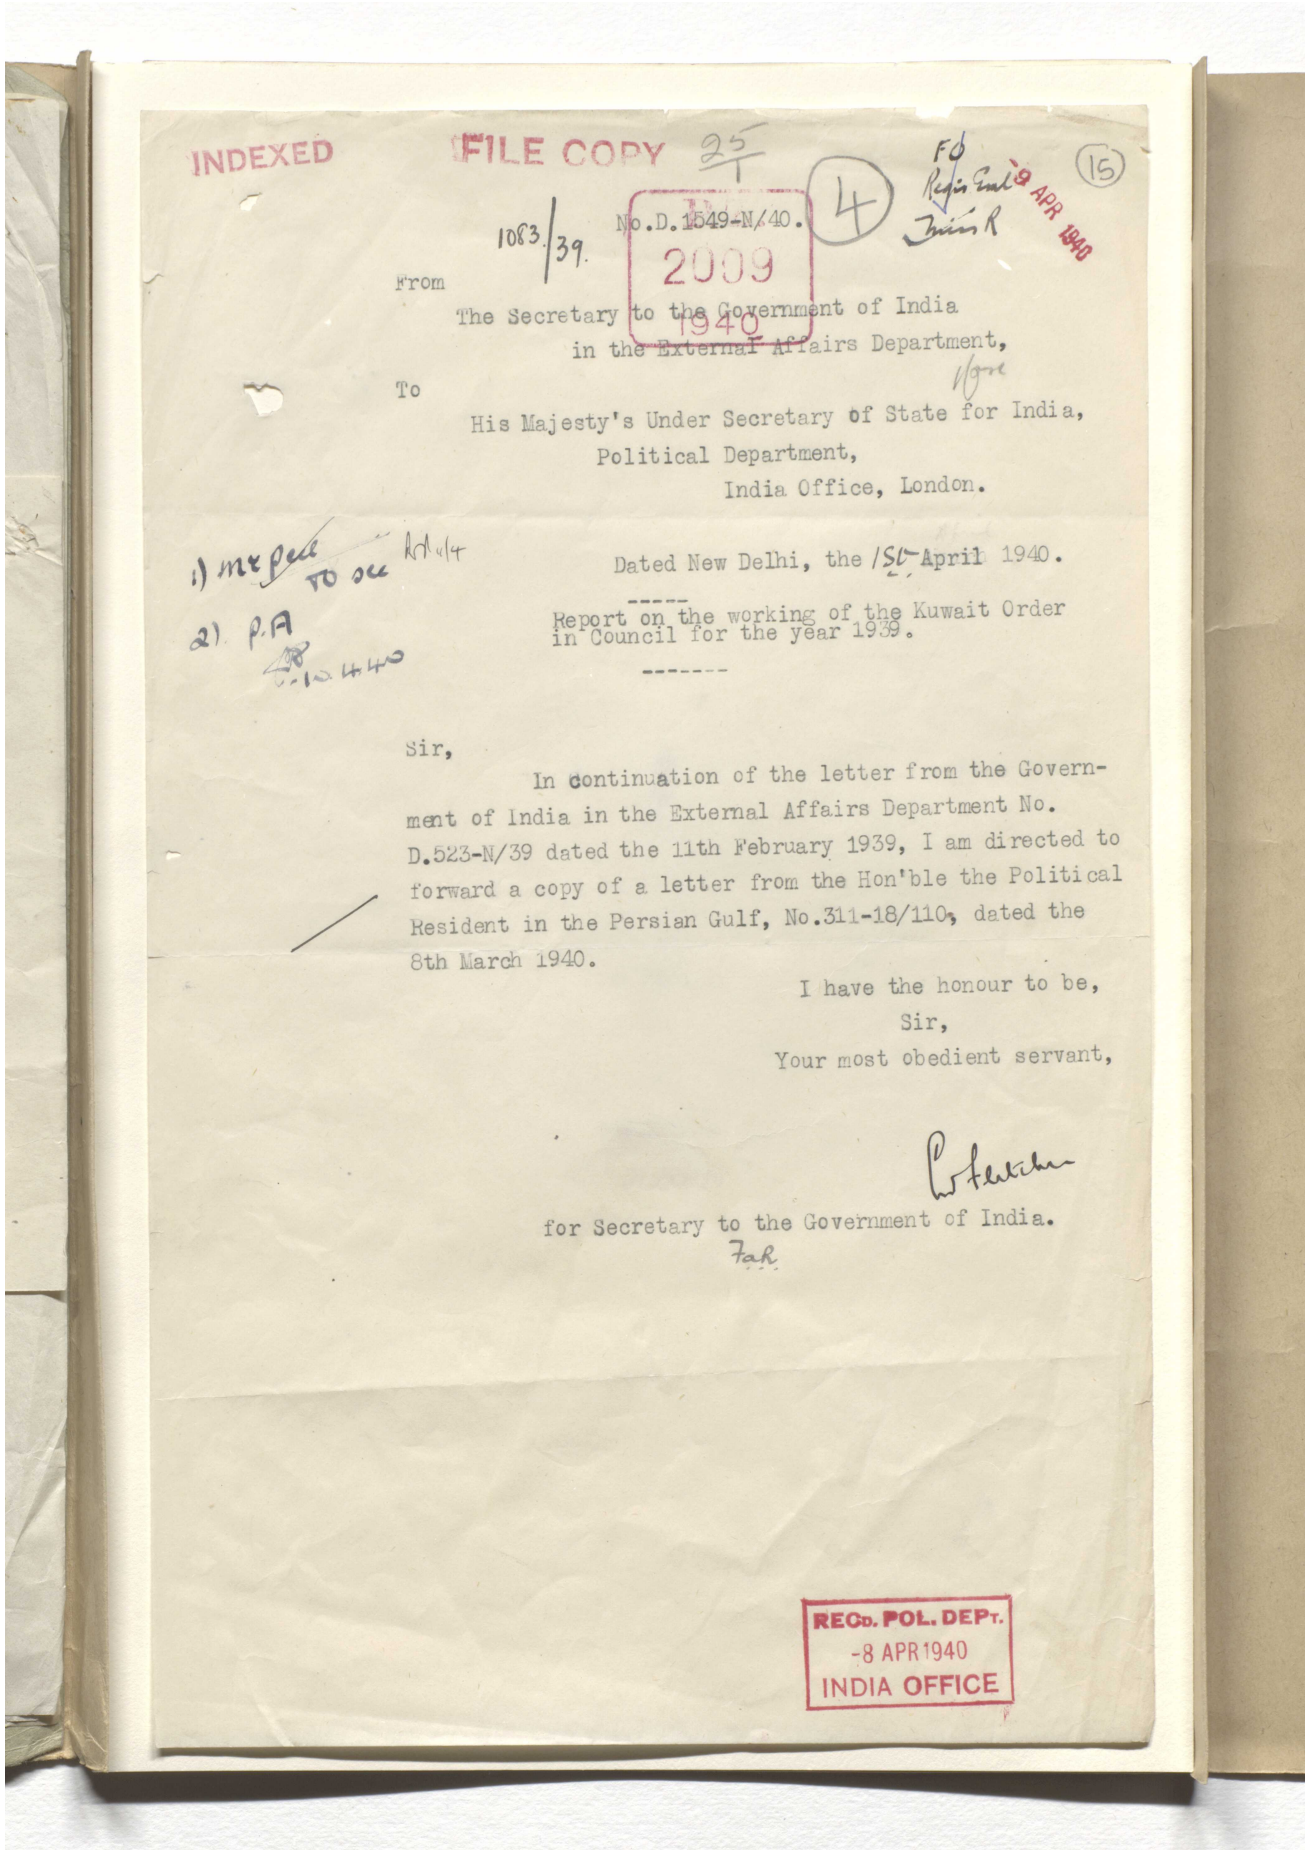 INDEXED
FILE COPY
25
1
4
15
9 APR 1940
1083/39.
No.D.1549-N/40.
2009
1940
From
The Secretary to the Government of India
in the External Affairs Department,
To
His Majesty's Under Secretary of State for India,
Political Department,
India Office, London.
1) Mr Peel
TO see
2). P.A
10.4.40
Dated New Delhi, the 1st April 1940.
Report on the working of the Kuwait Order
in Council for the year 1939.
Sir,
In continuation of the letter from the Govern-
ment of India in the External Affairs Department No.
D.523-N/39 dated the 11th February 1939, I am directed to
forward a copy of a letter from the Hon'ble the Political
Resident in the Persian Gulf, No.311-18/110, dated the
8th March 1940.
I have the honour to be,
Sir,
Your most obedient servant,
for Secretary to the Government of India.
RECD. POL. DEPT.
-8 APR 1940
INDIA OFFICE